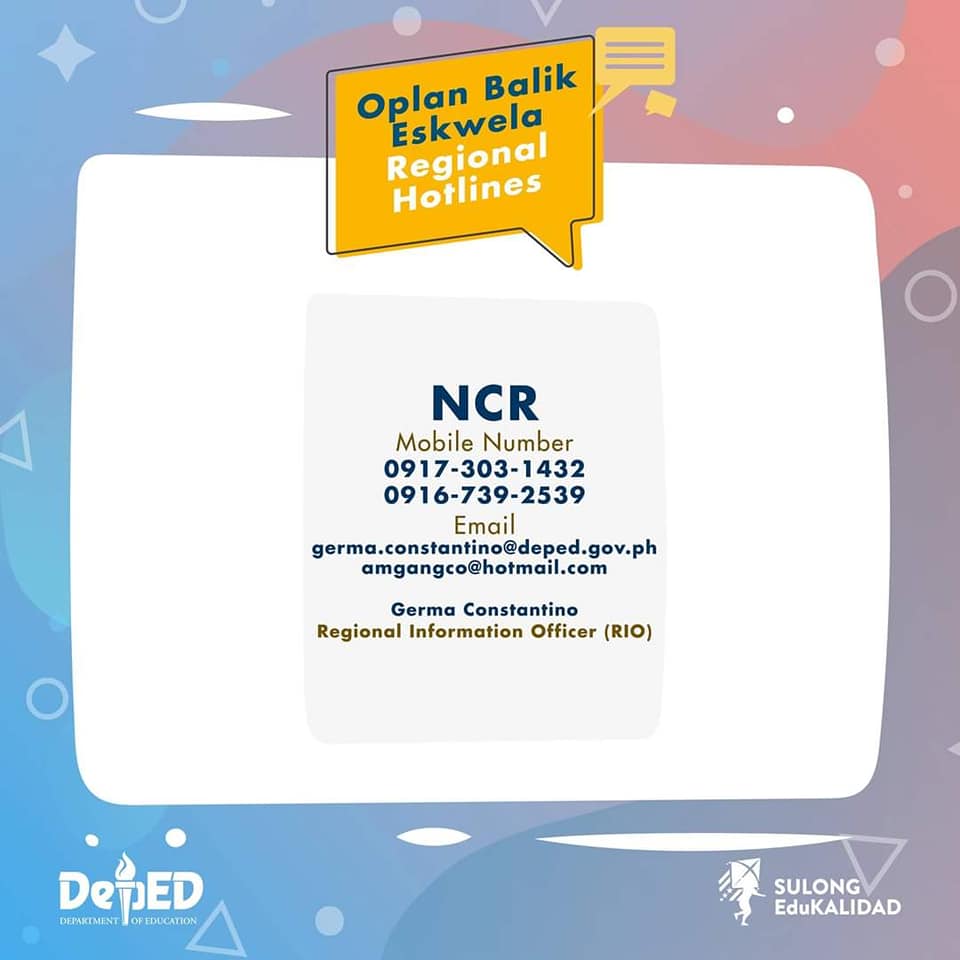 Oplan Balik
Eskwela
Regional
Hotlines
NCR
Mobile Number
0917-303-1432
0916-739-2539
Email
germa.constantino@deped.gov.ph
amgangco@hotmail.com
Germa Constantino
Regional Information Officer (RIO)
DepED
DEPARTMENT OF EDUCATION
SULONG
EduKALIDAD